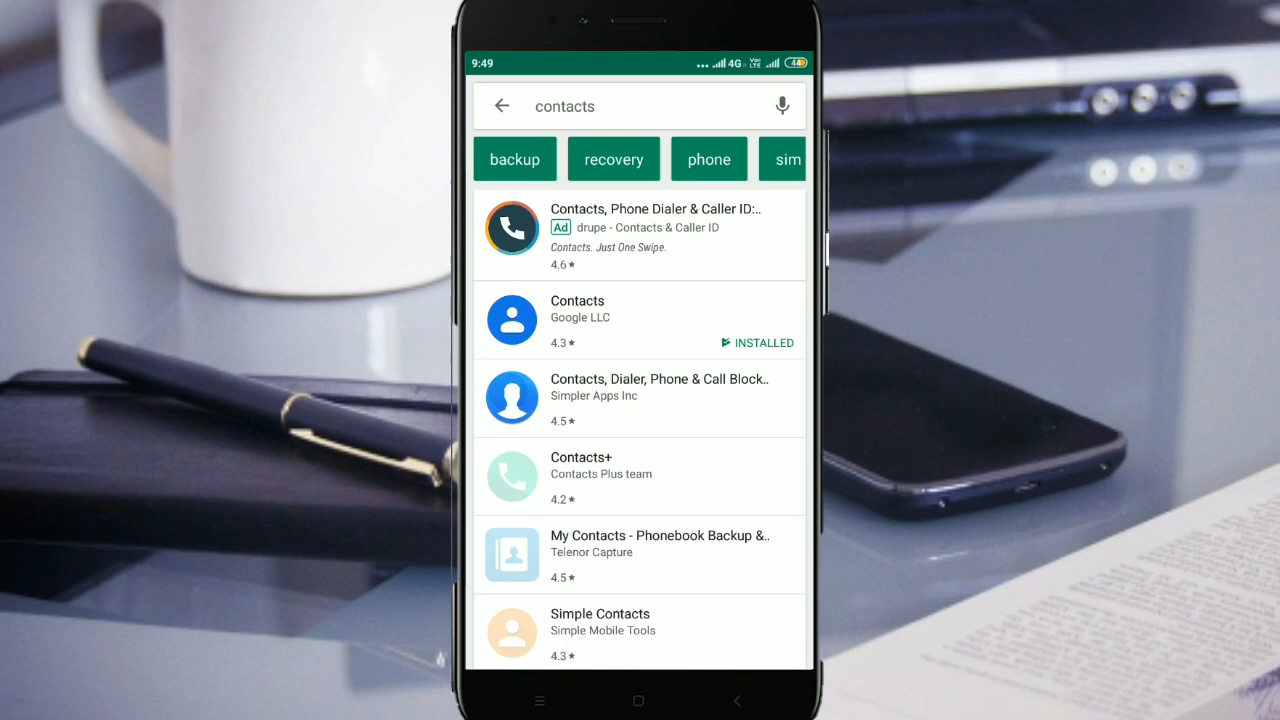 9:49
4G
Vo))
LTE
44
contacts
backup
recovery
phone
sim
Contacts, Phone Dialer & Caller ID:..
Ad drupe - Contacts & Caller ID
Contacts. Just One Swipe.
4.6★
Contacts
Google LLC
4.3★
INSTALLED
Contacts, Dialer, Phone & Call Block..
Simpler Apps Inc
4.5★
Contacts+
Contacts Plus team
4.2★
My Contacts - Phonebook Backup &..
Telenor Capture
4.5★
Simple Contacts
Simple Mobile Tools
4.3★